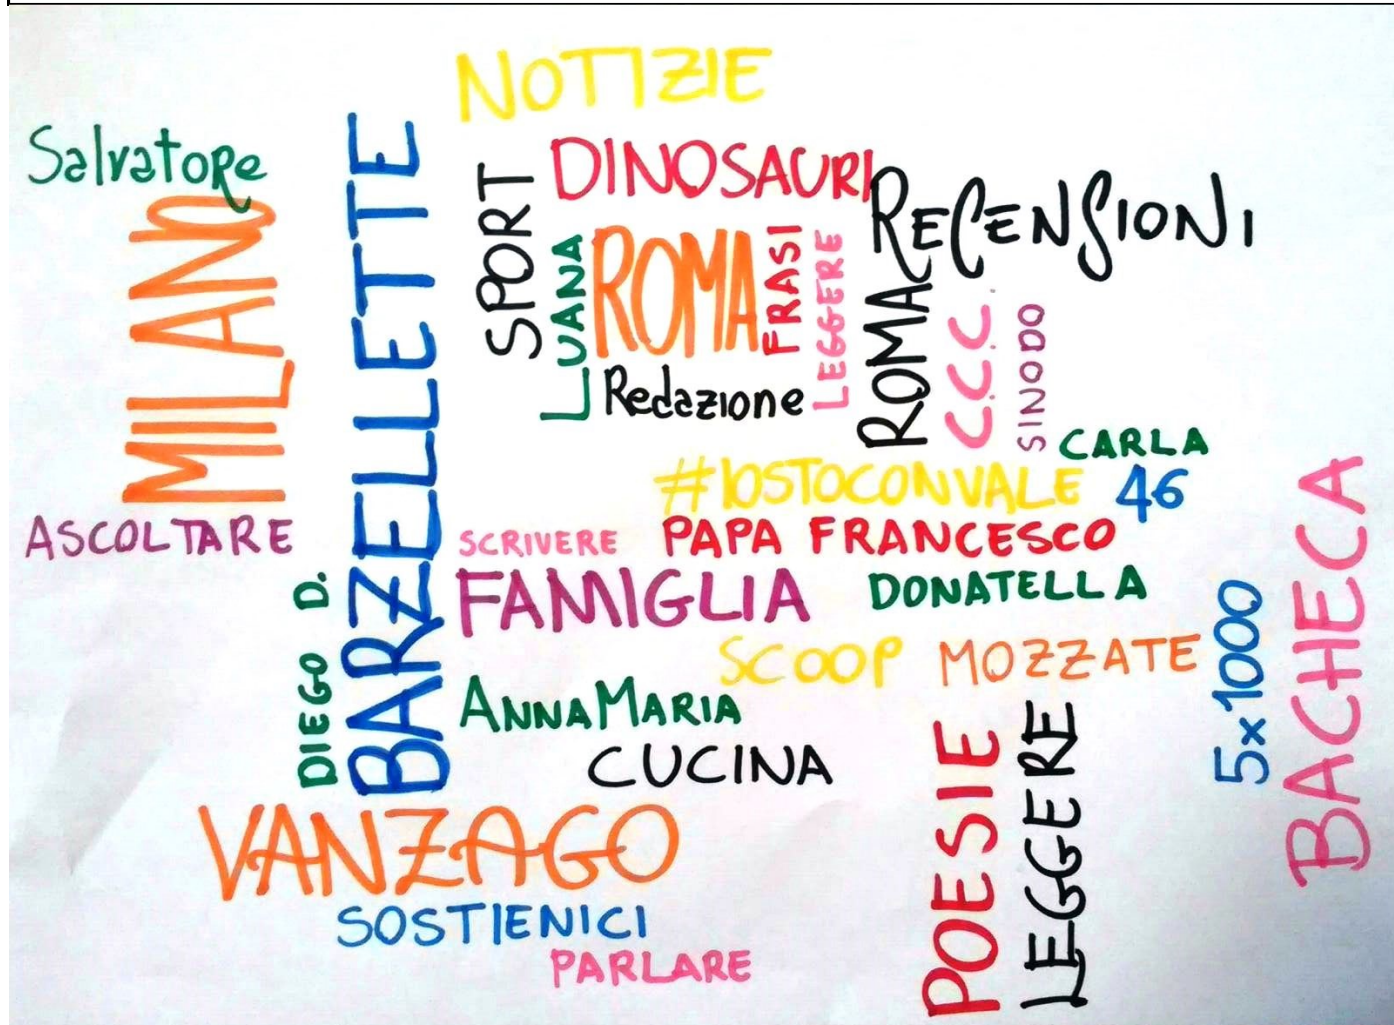 NOTIZIE
Salvatore
MILANO
BARZELLETTE
SPORT
DINOSAURI
RECENSIONI
LUANA
ROMA
FRASI
LEGGERE
Redazione
ROMA
C.C.C.
SINODO
CARLA
#IOSTOCONVALE
46
ASCOLTARE
SCRIVERE
PAPA FRANCESCO
FAMIGLIA
DONATELLA
DIEGO D.
SCOOP
MOZZATE
5x1000
BACHECA
ANNAMARIA
CUCINA
POESIE
LEGGERE
VANZAGO
SOSTIENICI
PARLARE